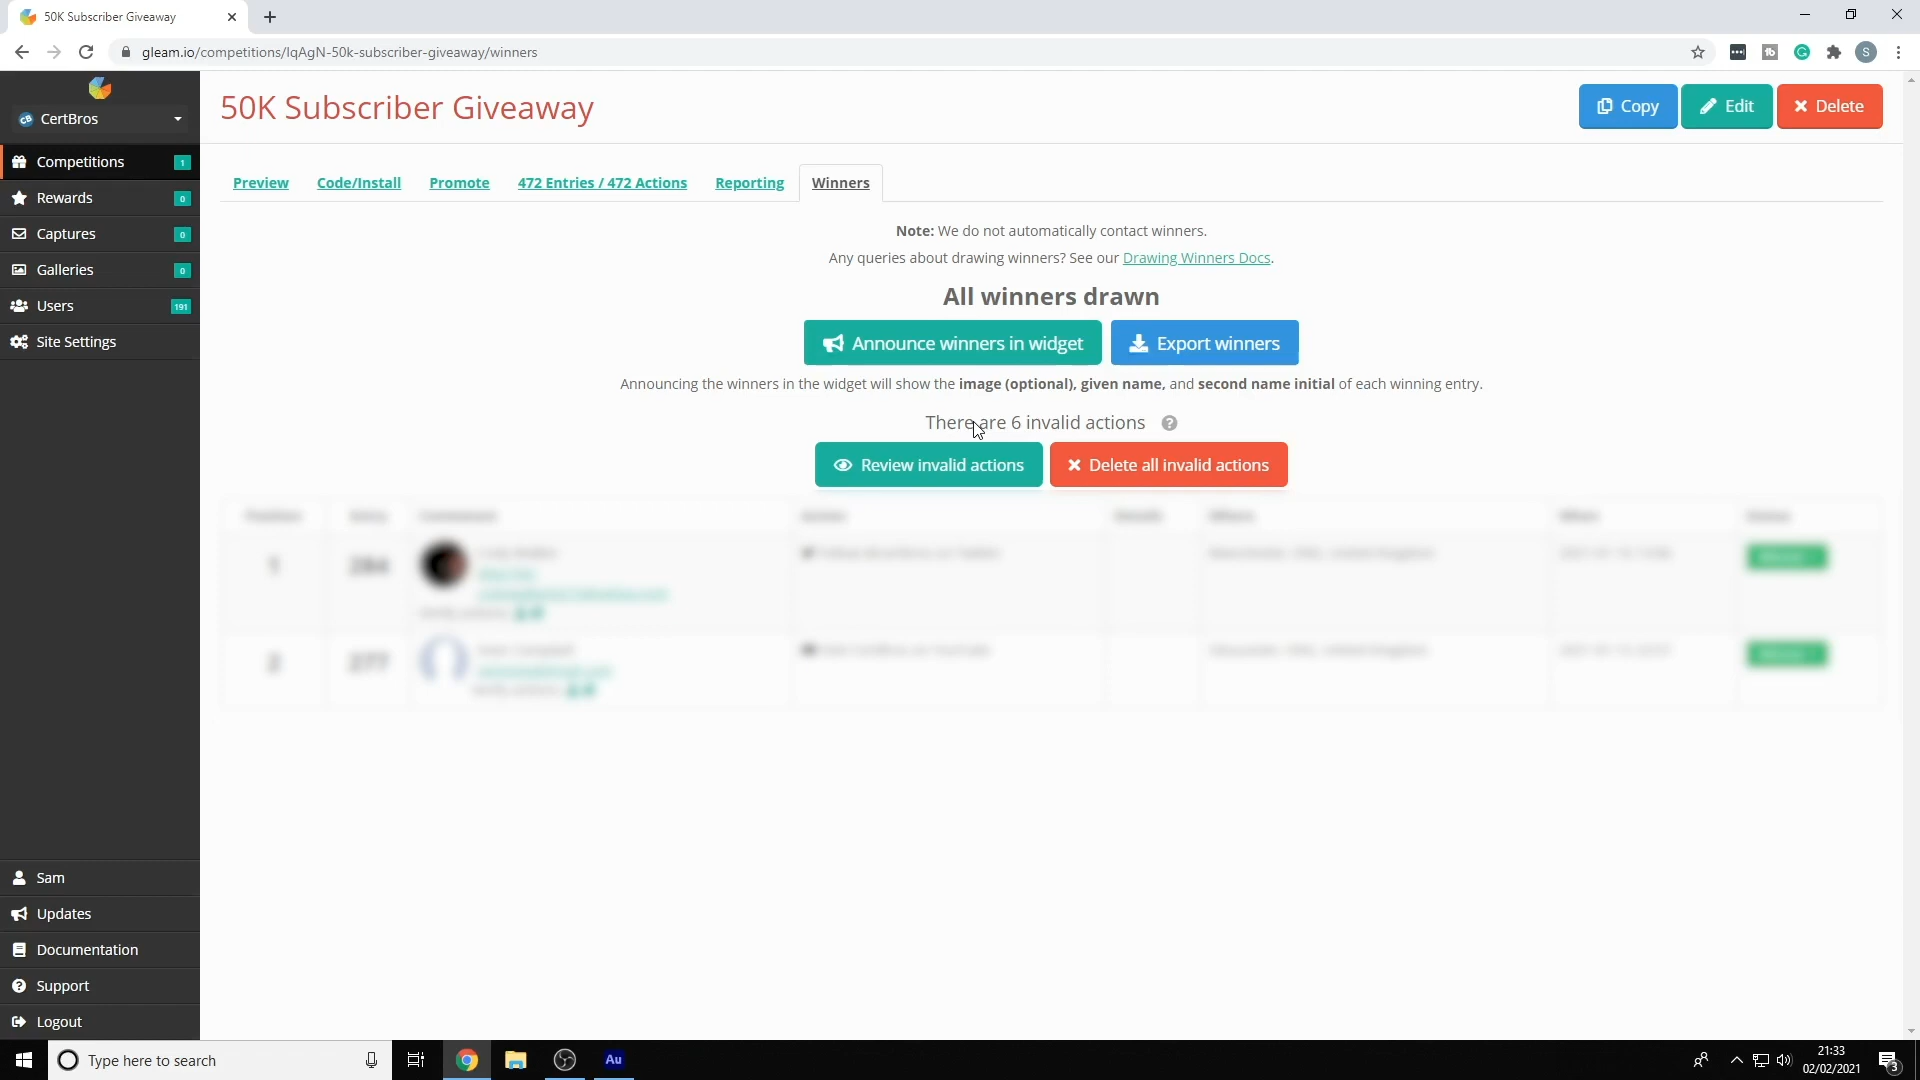 50K Subscriber Giveaway
gleam.io/competitions/IqAgN-50k-subscriber-giveaway/winners
S
CB CertBros
50K Subscriber Giveaway
Copy
Edit
Delete
Competitions 1
Rewards 0
Captures 0
Galleries 0
Users 191
Site Settings
Preview
Code/Install
Promote
472 Entries / 472 Actions
Reporting
Winners
Note: We do not automatically contact winners.
Any queries about drawing winners? See our Drawing Winners Docs.
All winners drawn
Announce winners in widget
Export winners
Announcing the winners in the widget will show the image (optional), given name, and second name initial of each winning entry.
There are 6 invalid actions ?
Review invalid actions
Delete all invalid actions
Sam
Updates
Documentation
Support
Logout
Type here to search
Au
21:33
02/02/2021
3